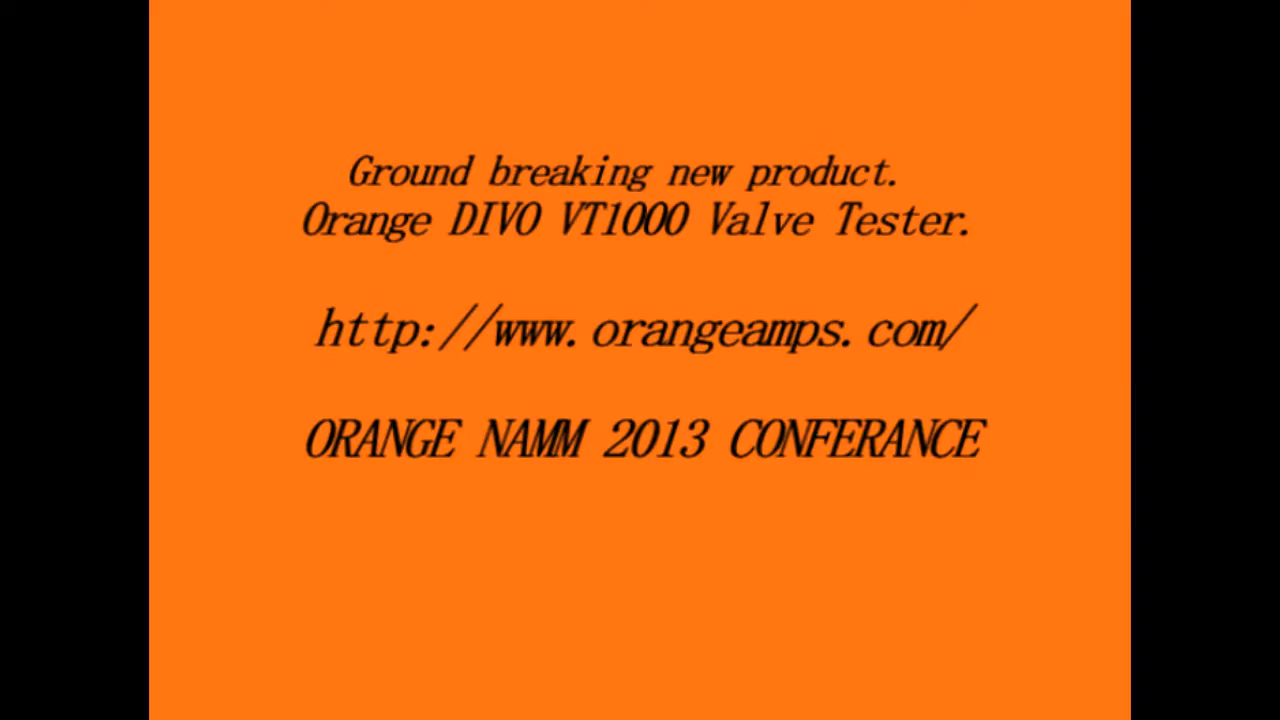 Ground breaking new product.
Orange DIVO VT1000 Valve Tester.
http://www.orangeamps.com/
ORANGE NAMM 2013 CONFERANCE